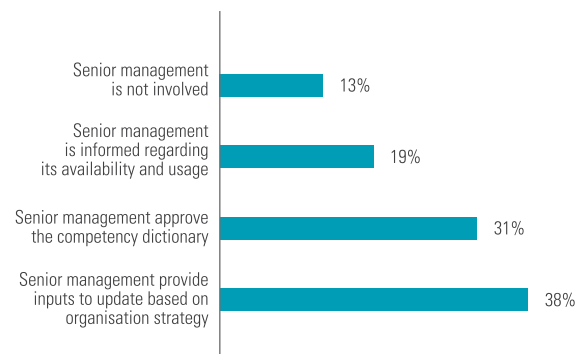 Senior management
is not involved
13%
Senior management
is informed regarding
its availability and usage
19%
Senior management approve
the competency dictionary
31%
Senior management provide
inputs to update based on
organisation strategy
38%